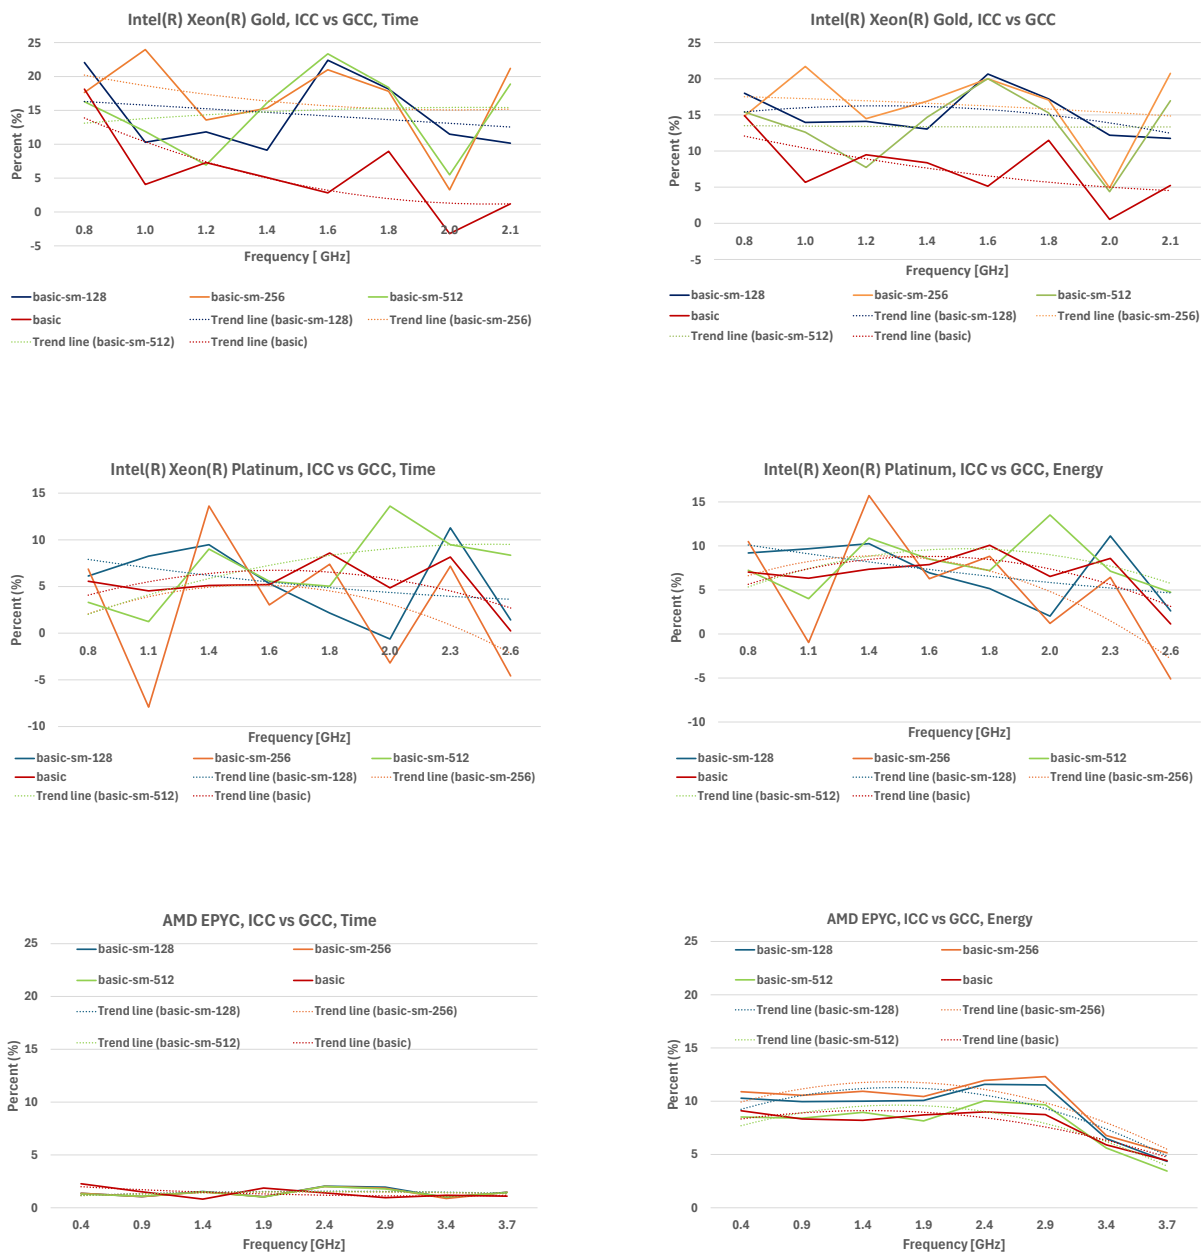 Intel(R) Xeon(R) Gold, ICC vs GCC, Time
25
20
15
10
5
0
-5
Percent (%)
0.8 1.0 1.2 1.4 1.6 1.8 2.0 2.1
Frequency [ GHz]
basic-sm-128 basic-sm-256 basic-sm-512
basic Trend line (basic-sm-128) Trend line (basic-sm-256)
Trend line (basic-sm-512) Trend line (basic)
Intel(R) Xeon(R) Gold, ICC vs GCC
25
20
15
10
5
0
-5
Percent (%)
0.8 1.0 1.2 1.4 1.6 1.8 2.0 2.1
Frequency [GHz]
basic-sm-128 basic-sm-256 basic-sm-512
basic Trend line (basic-sm-128) Trend line (basic-sm-256)
Trend line (basic-sm-512) Trend line (basic)
Intel(R) Xeon(R) Platinum, ICC vs GCC, Time
15
10
5
0
-5
-10
Percent (%)
0.8 1.1 1.4 1.6 1.8 2.0 2.3 2.6
Frequency [GHz]
basic-sm-128 basic-sm-256 basic-sm-512
basic Trend line (basic-sm-128) Trend line (basic-sm-256)
Trend line (basic-sm-512) Trend line (basic)
Intel(R) Xeon(R) Platinum, ICC vs GCC, Energy
15
10
5
0
-5
-10
Percent (%)
0.8 1.1 1.4 1.6 1.8 2.0 2.3 2.6
Frequency [GHz]
basic-sm-128 basic-sm-256 basic-sm-512
basic Trend line (basic-sm-128) Trend line (basic-sm-256)
Trend line (basic-sm-512) Trend line (basic)
AMD EPYC, ICC vs GCC, Time
basic-sm-128 basic-sm-256
basic-sm-512 basic
Trend line (basic-sm-128) Trend line (basic-sm-256)
Trend line (basic-sm-512) Trend line (basic)
25
20
15
10
5
0
Percent (%)
0.4 0.9 1.4 1.9 2.4 2.9 3.4 3.7
Frequency [GHz]
AMD EPYC, ICC vs GCC, Energy
basic-sm-128 basic-sm-256
basic-sm-512 basic
Trend line (basic-sm-128) Trend line (basic-sm-256)
Trend line (basic-sm-512) Trend line (basic)
25
20
15
10
5
0
Percent (%)
0.4 0.9 1.4 1.9 2.4 2.9 3.4 3.7
Frequency [GHz]